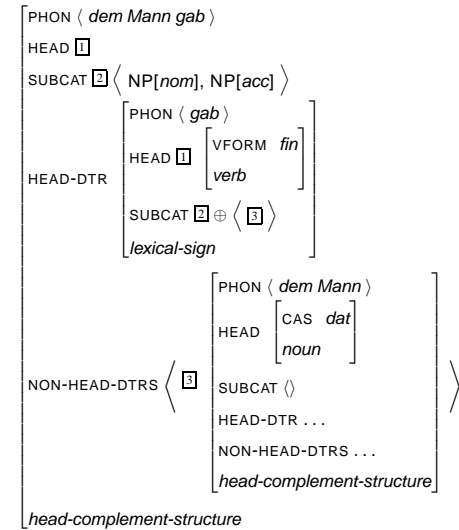 PHON ⟨ dem Mann gab ⟩
HEAD 1
SUBCAT 2 ⟨ NP[nom], NP[acc] ⟩
PHON ⟨ gab ⟩
HEAD 1 VFORM fin
verb
HEAD-DTR
SUBCAT 2 ⊕ ⟨ 3 ⟩
lexical-sign
PHON ⟨ dem Mann ⟩
HEAD CAS dat
noun
NON-HEAD-DTRS ⟨ 3 SUBCAT ⟨⟩ ⟩
HEAD-DTR ...
NON-HEAD-DTRS ...
head-complement-structure
head-complement-structure